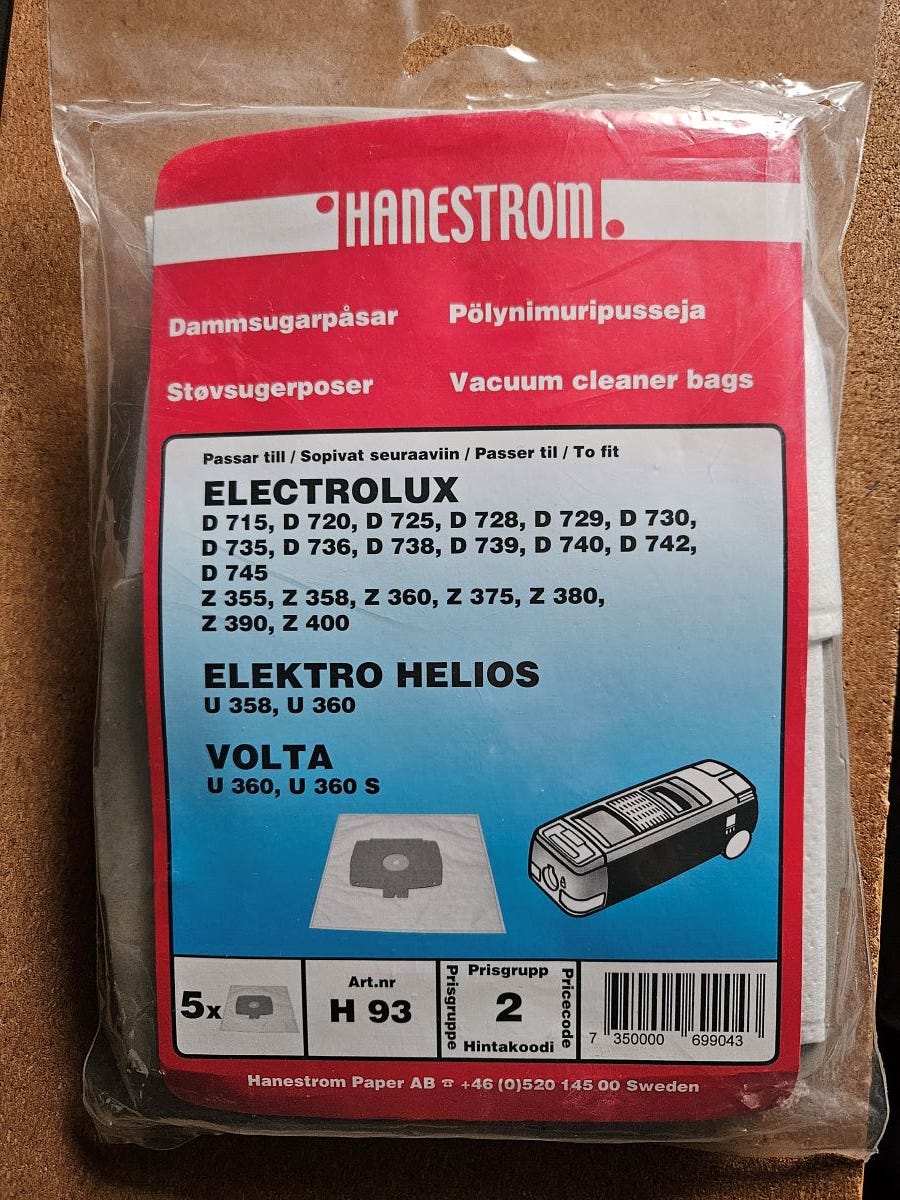 HANESTROM
Dammsugarpåsar
Pölynimuripusseja
Støvsugerposer
Vacuum cleaner bags
Passar till / Sopivat seuraaviin / Passer til / To fit
ELECTROLUX
D 715, D 720, D 725, D 728, D 729, D 730,
D 735, D 736, D 738, D 739, D 740, D 742,
D 745
Z 355, Z 358, Z 360, Z 375, Z 380,
Z 390, Z 400
ELEKTRO HELIOS
U 358, U 360
VOLTA
U 360, U 360 S
5x
Art.nr
H 93
Prisgruppe
Prisgrupp
2
Hintakoodi
Pricecode
7 350000 699043
Hanestrom Paper AB ☎ +46 (0)520 145 00 Sweden